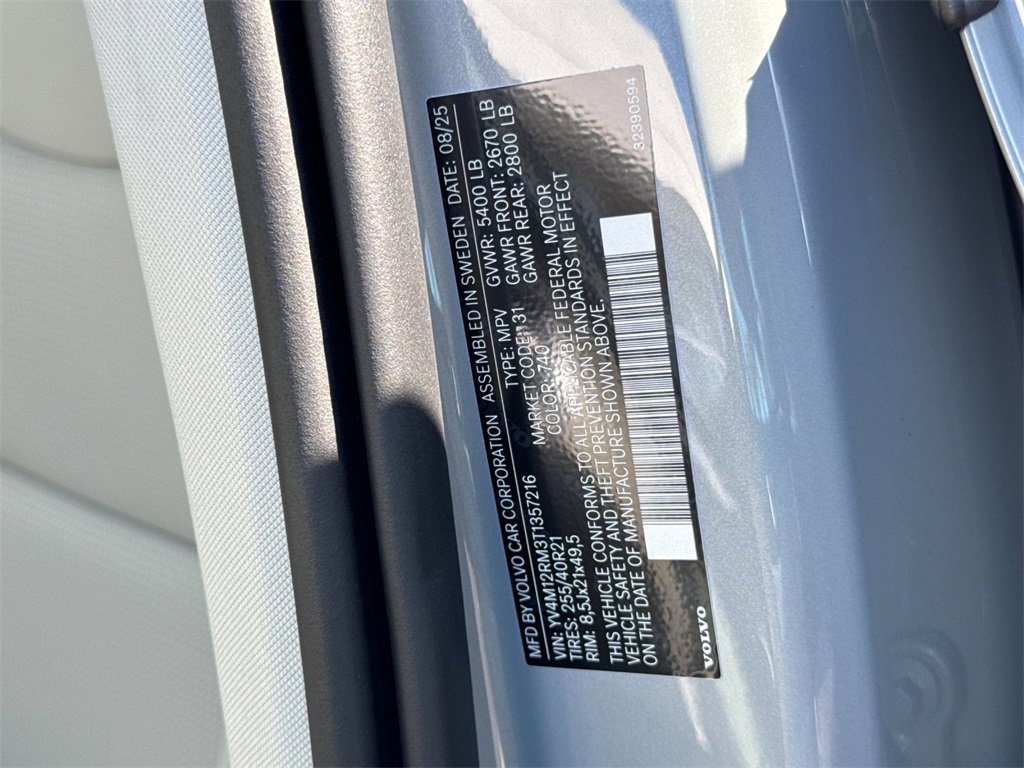 MFD BY VOLVO CAR CORPORATION ASSEMBLED IN SWEDEN DATE: 08/25
VIN: YV4M12RM3T1357216 TYPE: MPV GVWR: 5400 LB
TIRES: 255/40R21 MARKET CODE: 31 GAWR FRONT: 2670 LB
RIM: 8,5Jx21x49,5 COLOR: 740 GAWR REAR: 2800 LB
THIS VEHICLE CONFORMS TO ALL APPLICABLE FEDERAL MOTOR
VEHICLE SAFETY AND THEFT PREVENTION STANDARDS IN EFFECT
ON THE DATE OF MANUFACTURE SHOWN ABOVE.
32390594
VOLVO